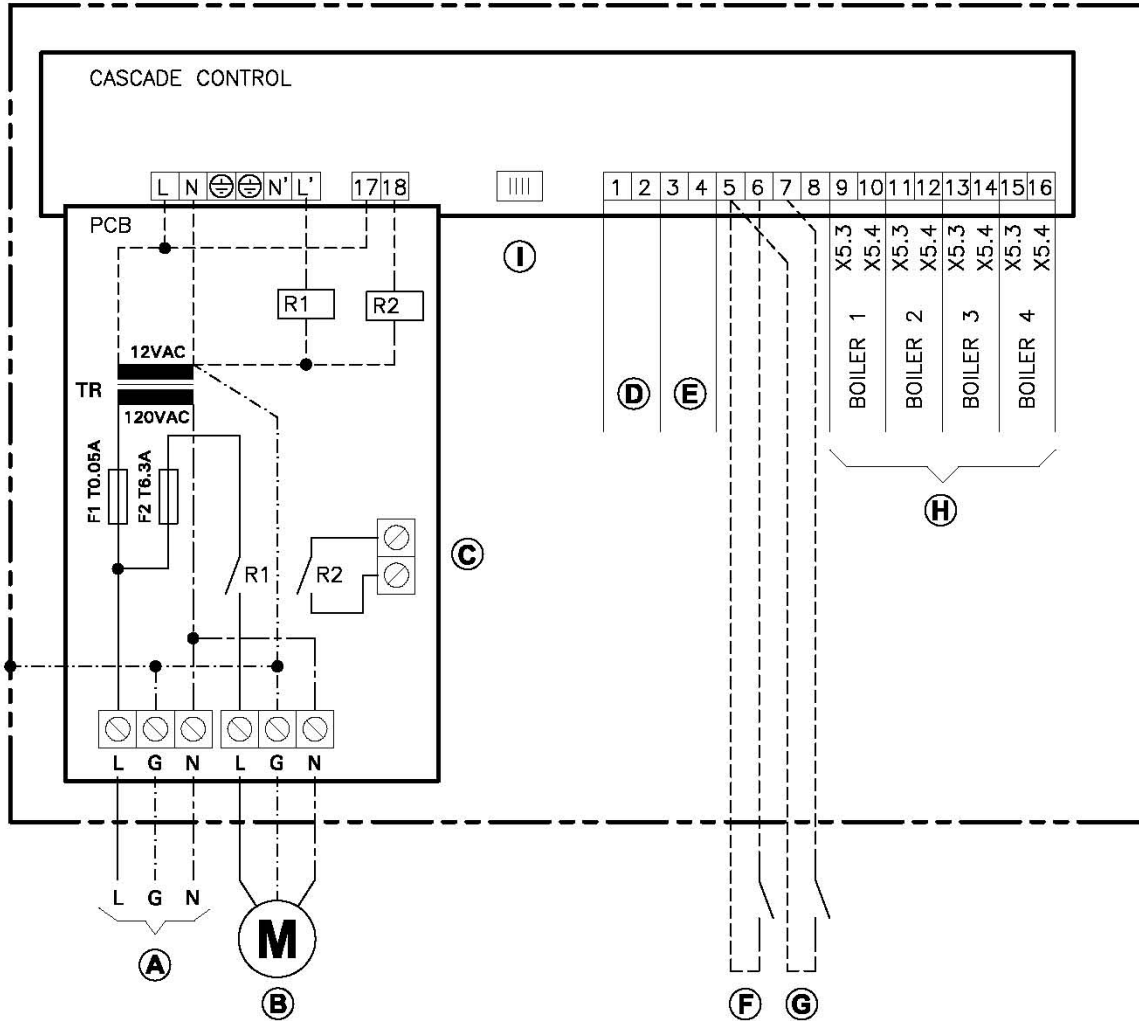 CASCADE CONTROL
L N N' L' 17 18
1 2 3 4 5 6 7 8 9 10 11 12 13 14 15 16
PCB
X5.3 X5.4 X5.3 X5.4 X5.3 X5.4 X5.3 X5.4
I
R1 R2
BOILER 1 BOILER 2 BOILER 3 BOILER 4
12VAC
TR
120VAC
D E
F1 T0.05A
F2 T6.3A
H
C
R1 R2
L G N L G N
L G N
M
A
B
F G